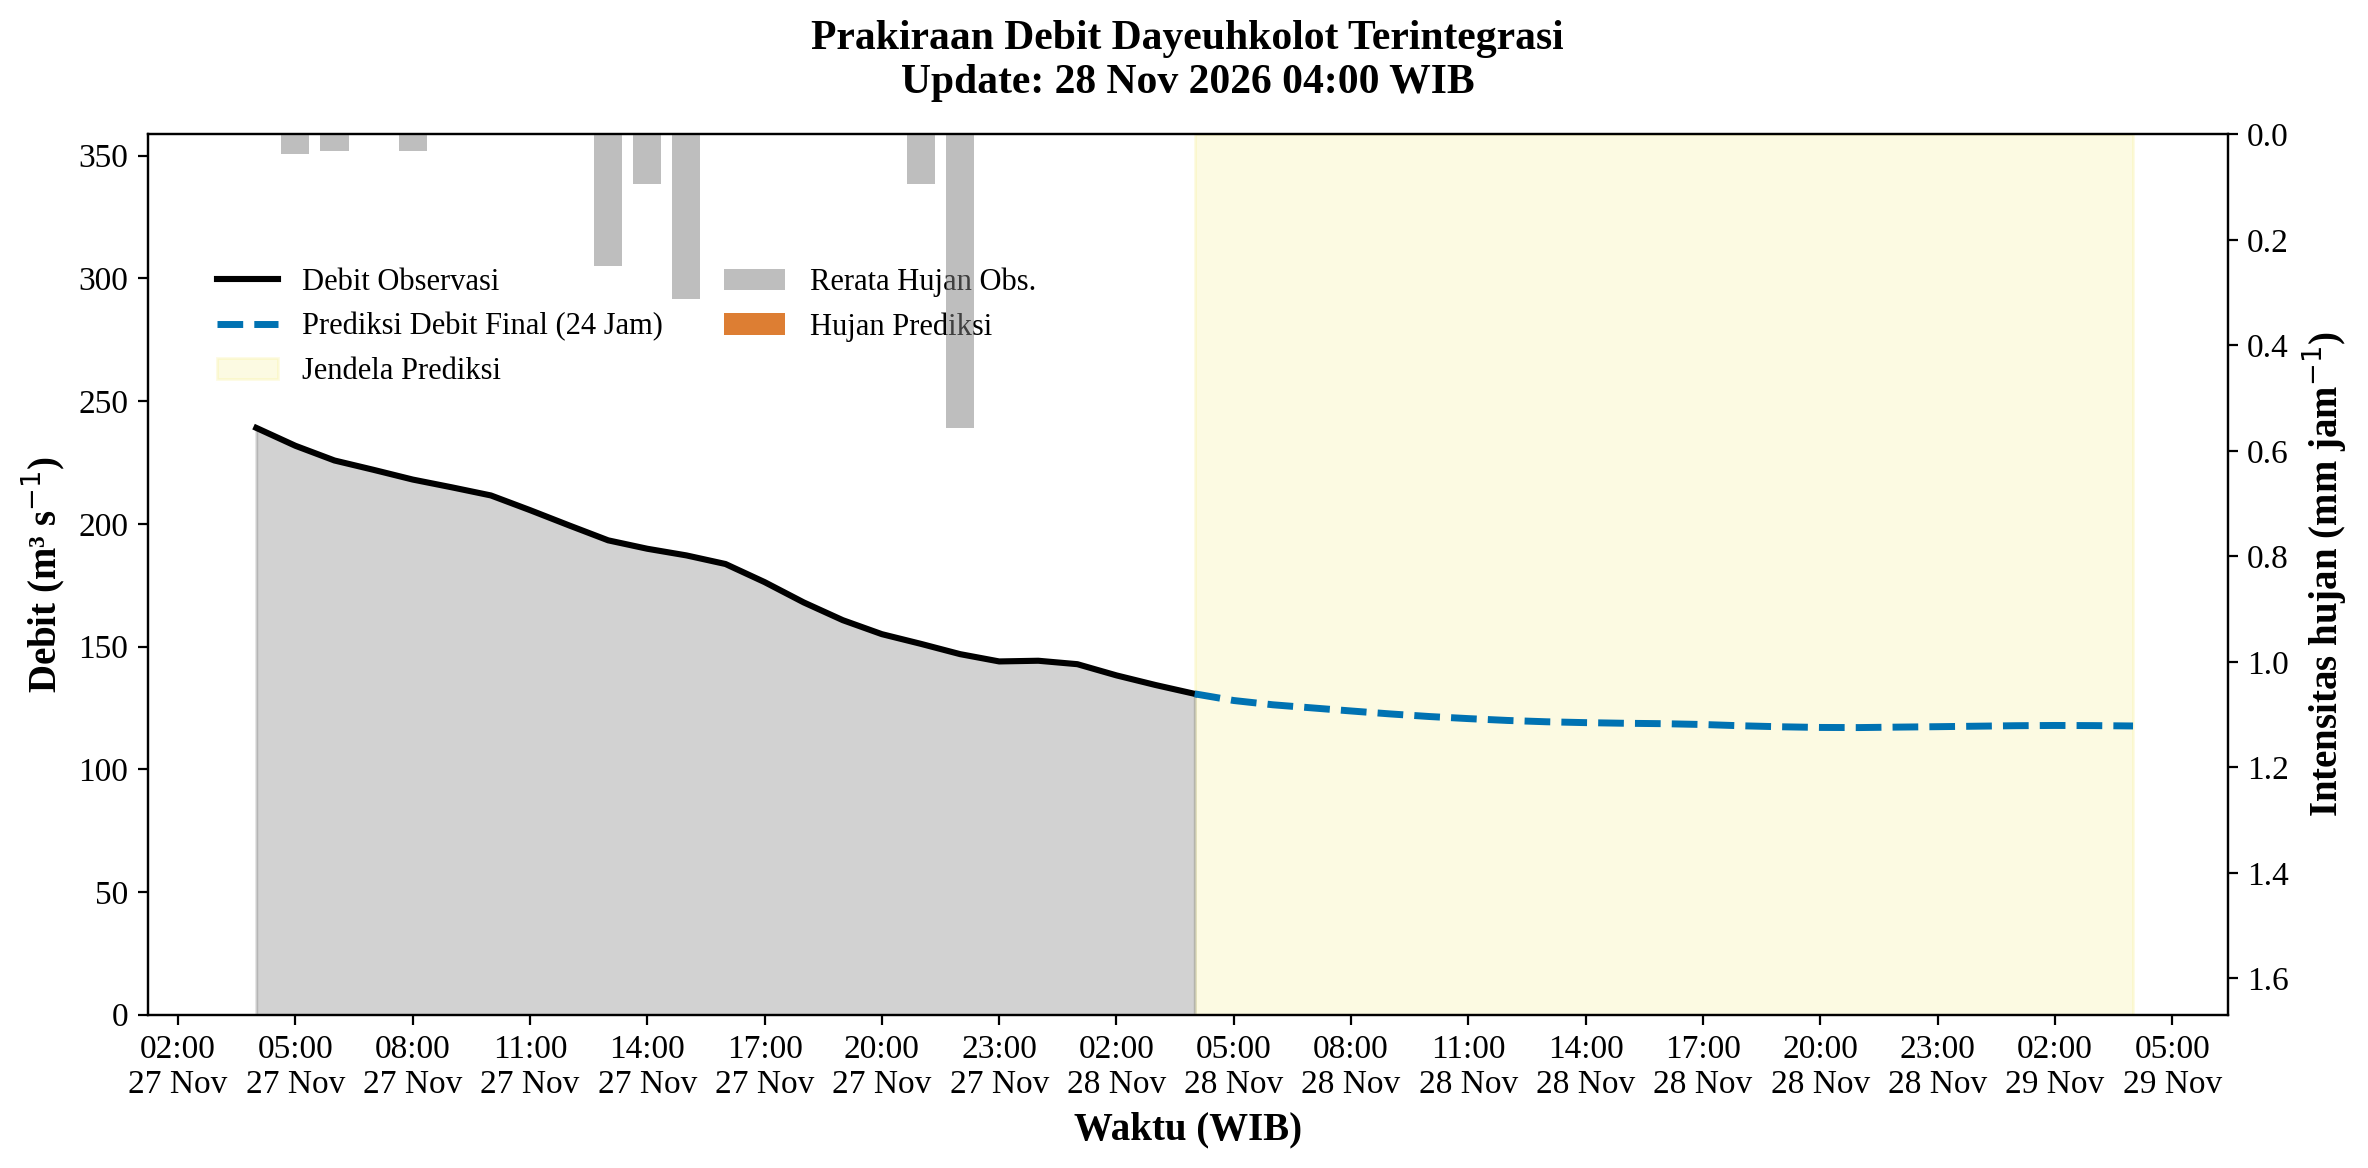 Prakiraan Debit Dayeuhkolot Terintegrasi
Update: 28 Nov 2026 04:00 WIB
Debit (m³ s⁻¹)
350
300
250
200
150
100
50
0
Debit Observasi
Prediksi Debit Final (24 Jam)
Jendela Prediksi
Rerata Hujan Obs.
Hujan Prediksi
0.0
0.2
0.4
0.6
0.8
1.0
1.2
1.4
1.6
Intensitas hujan (mm jam⁻¹)
02:00 05:00 08:00 11:00 14:00 17:00 20:00 23:00 02:00 05:00 08:00 11:00 14:00 17:00 20:00 23:00 02:00 05:00
27 Nov 27 Nov 27 Nov 27 Nov 27 Nov 27 Nov 27 Nov 27 Nov 28 Nov 28 Nov 28 Nov 28 Nov 28 Nov 28 Nov 28 Nov 28 Nov 29 Nov 29 Nov
Waktu (WIB)